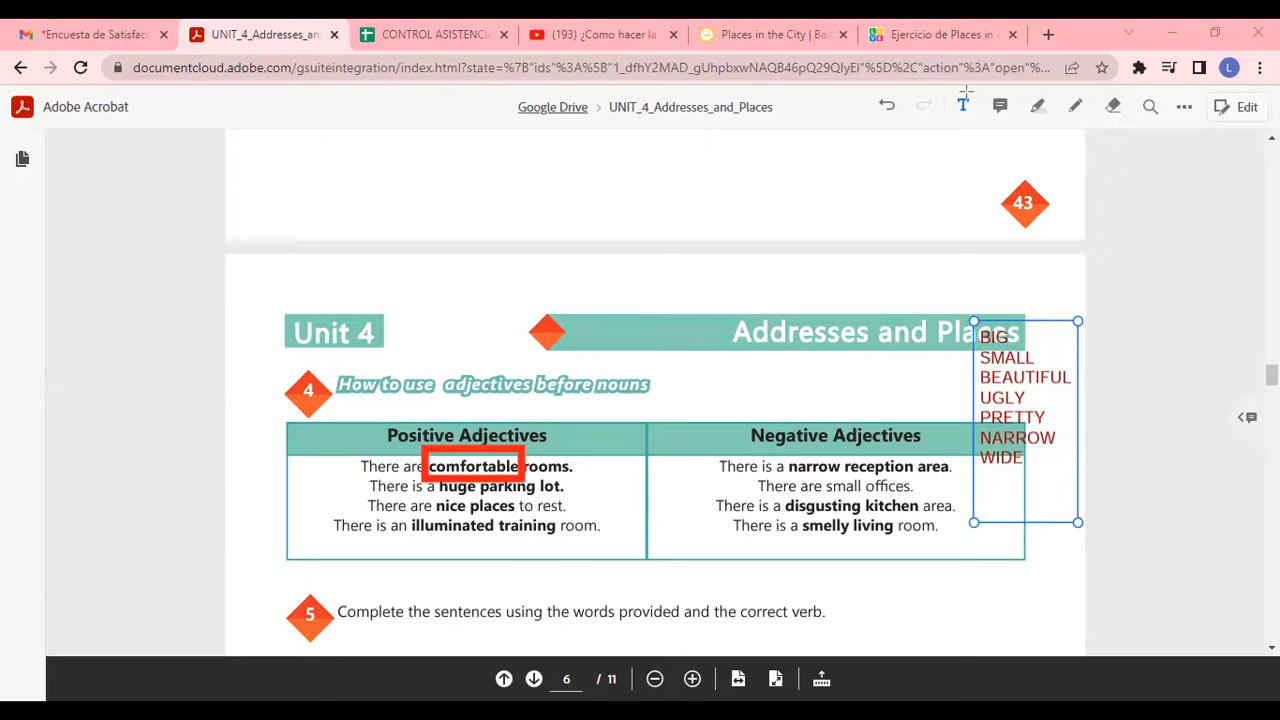 *Encuesta de Satisfacc
UNIT_4_Addresses_an
CONTROL ASISTENCI
(193) ¿Como hacer la
Places in the City | Baa
Ejercicio de Places in
documentcloud.adobe.com/gsuiteintegration/index.html?state=%7B"ids"%3A%5B"1_dfhY2MAD_gUhpbxwNAQB46pQ29QIyEI"%5D%2C"action"%3A"open"%...
L
Adobe Acrobat
Google Drive > UNIT_4_Addresses_and_Places
T
Edit
43
Unit 4
Addresses and Places
BIG
SMALL
BEAUTIFUL
UGLY
PRETTY
NARROW
WIDE
4 How to use adjectives before nouns
Positive Adjectives
There are comfortable rooms.
There is a huge parking lot.
There are nice places to rest.
There is an illuminated training room.
Negative Adjectives
There is a narrow reception area.
There are small offices.
There is a disgusting kitchen area.
There is a smelly living room.
5 Complete the sentences using the words provided and the correct verb.
6 / 11